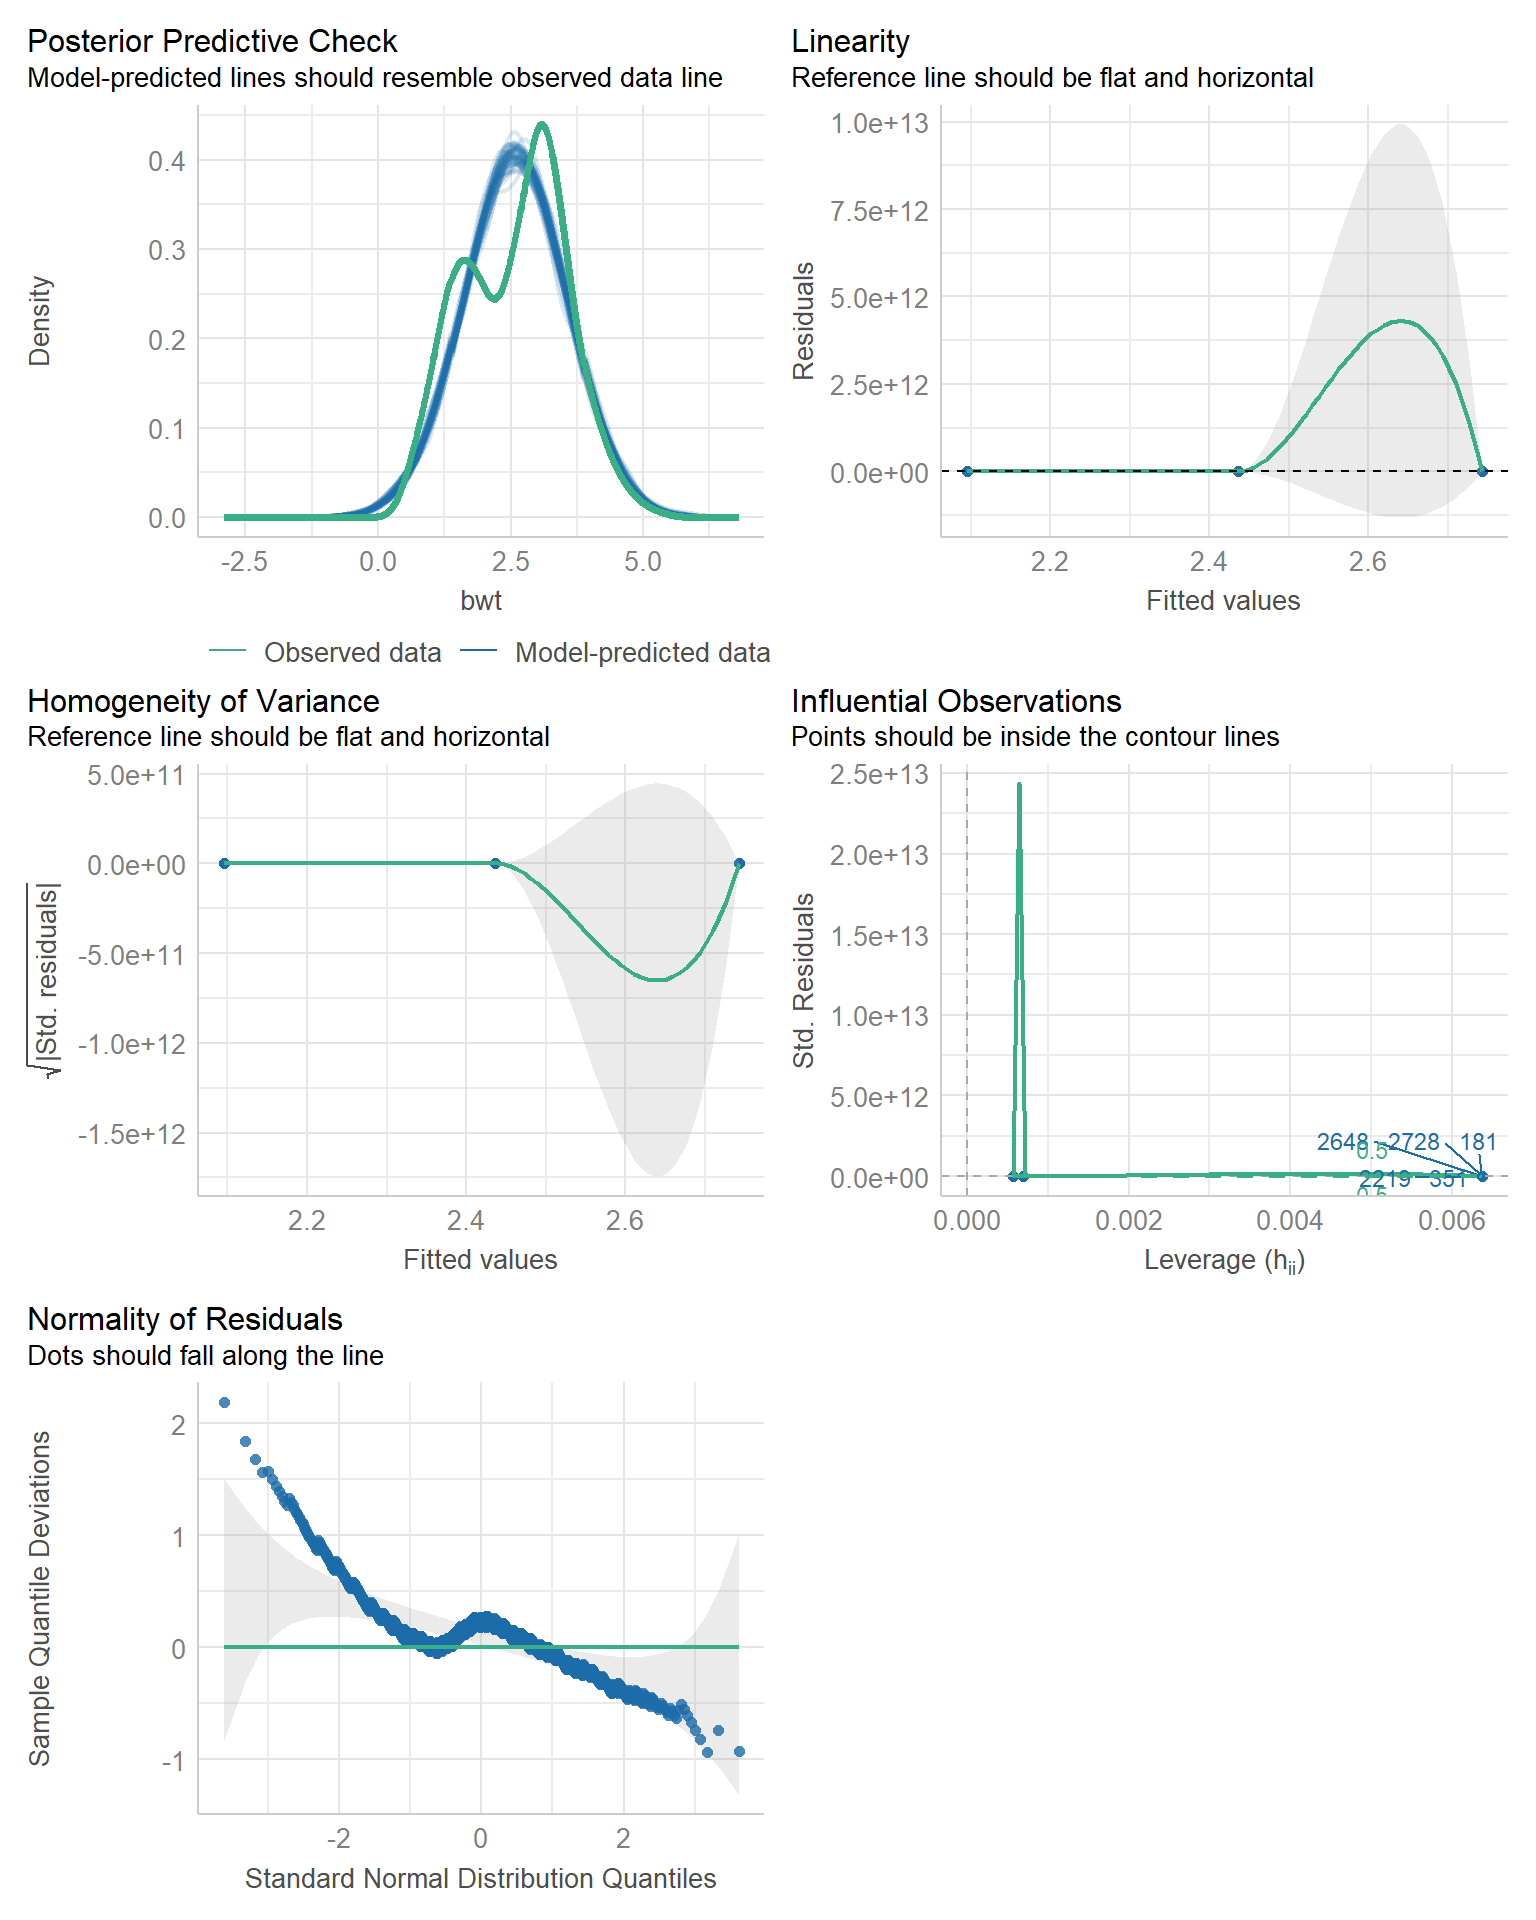 Posterior Predictive Check
Model-predicted lines should resemble observed data line
Density
0.4
0.3
0.2
0.1
0.0
-2.5 0.0 2.5 5.0
bwt
Observed data Model-predicted data
Linearity
Reference line should be flat and horizontal
Residuals
1.0e+13
7.5e+12
5.0e+12
2.5e+12
0.0e+00
2.2 2.4 2.6
Fitted values
Homogeneity of Variance
Reference line should be flat and horizontal
√|Std. residuals|
5.0e+11
0.0e+00
-5.0e+11
-1.0e+12
-1.5e+12
2.2 2.4 2.6
Fitted values
Influential Observations
Points should be inside the contour lines
Std. Residuals
2.5e+13
2.0e+13
1.5e+13
1.0e+13
5.0e+12
0.0e+00
2648 2728 181
0.5
2219 351
0.5
0.000 0.002 0.004 0.006
Leverage (hii)
Normality of Residuals
Dots should fall along the line
Sample Quantile Deviations
2
1
0
-1
-2 0 2
Standard Normal Distribution Quantiles